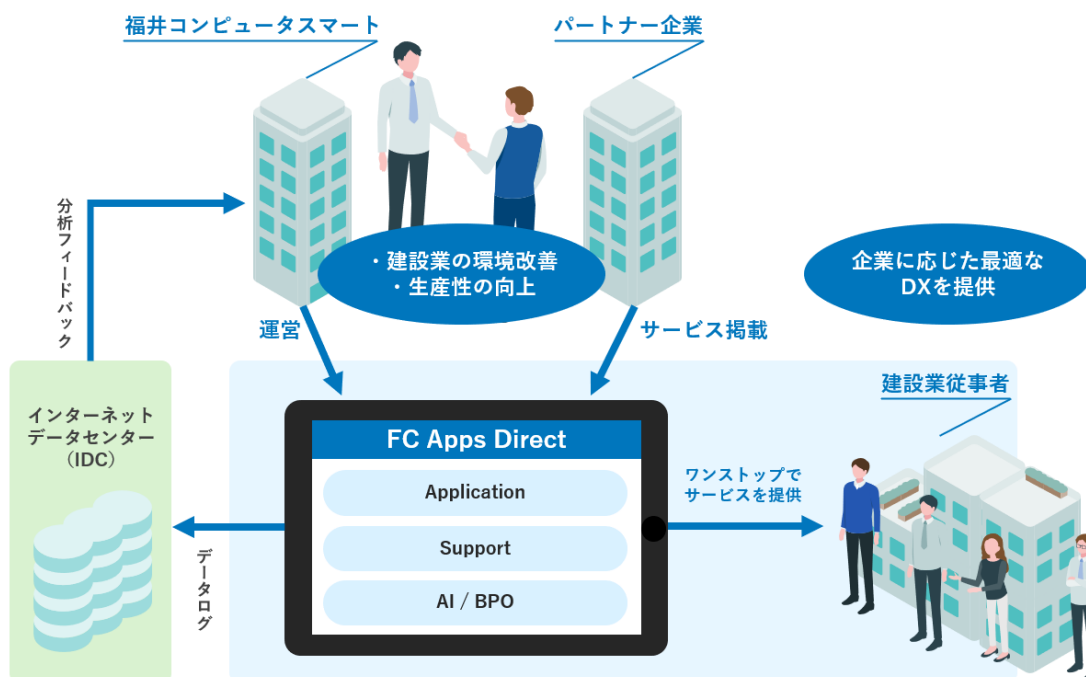 福井コンピュータスマート
パートナー企業
分析フィードバック
・建設業の環境改善
・生産性の向上
企業に応じた最適な
DXを提供
運営
サービス掲載
建設業従事者
インターネット
データセンター
(IDC)
FC Apps Direct
Application
Support
AI / BPO
ワンストップで
サービスを提供
データログ